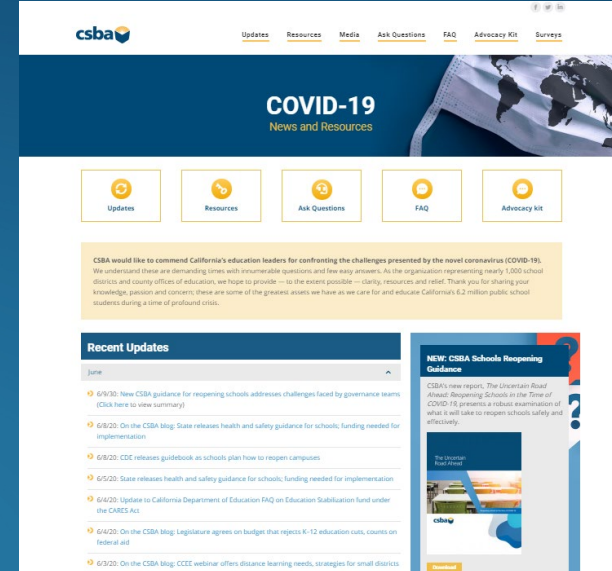 csba
Updates Resources Media Ask Questions FAQ Advocacy Kit Surveys
COVID-19
News and Resources
Updates
Resources
Ask Questions
FAQ
Advocacy kit
CSBA would like to commend California's education leaders for confronting the challenges presented by the novel coronavirus (COVID-19).
We understand these are demanding times with innumerable questions and few easy answers. As the organization representing nearly 1,000 school
districts and county offices of education, we hope to provide — to the extent possible — clarity, resources and relief. Thank you for sharing your
knowledge, passion and concern; these are some of the greatest assets we have as we care for and educate California's 6.2 million public school
students during a time of profound crisis.
Recent Updates
June
6/9/30: New CSBA guidance for reopening schools addresses challenges faced by governance teams
(Click here to view summary)
6/8/20: On the CSBA blog: State releases health and safety guidance for schools; funding needed for
implementation
6/8/20: CDE releases guidebook as schools plan how to reopen campuses
6/5/20: State releases health and safety guidance for schools; funding needed for implementation
6/4/20: Update to California Department of Education FAQ on Education Stabilization fund under
the CARES Act
6/4/20: On the CSBA blog: Legislature agrees on budget that rejects K-12 education cuts, counts on
federal aid
6/3/20: On the CSBA blog: CCEE webinar offers distance learning needs, strategies for small districts
NEW: CSBA Schools Reopening
Guidance
CSBA's new report, The Uncertain Road
Ahead: Reopening Schools in the Time of
COVID-19, presents a robust examination of
what it will take to reopen schools safely and
effectively.
The Uncertain
Road Ahead
csba
Download